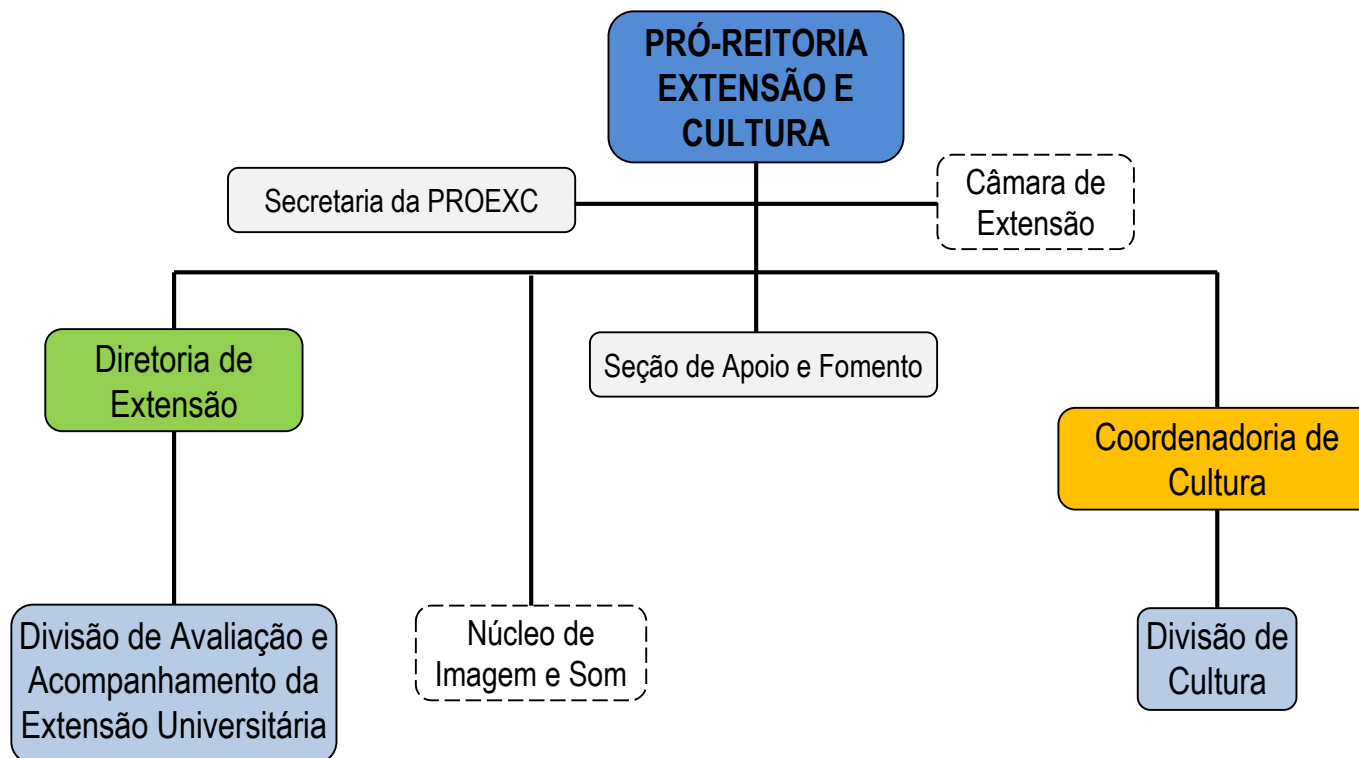 PRÓ-REITORIA
EXTENSÃO E
CULTURA
Secretaria da PROEXC
Câmara de
Extensão
Diretoria de
Extensão
Seção de Apoio e Fomento
Coordenadoria de
Cultura
Divisão de Avaliação e
Acompanhamento da
Extensão Universitária
Núcleo de
Imagem e Som
Divisão de
Cultura